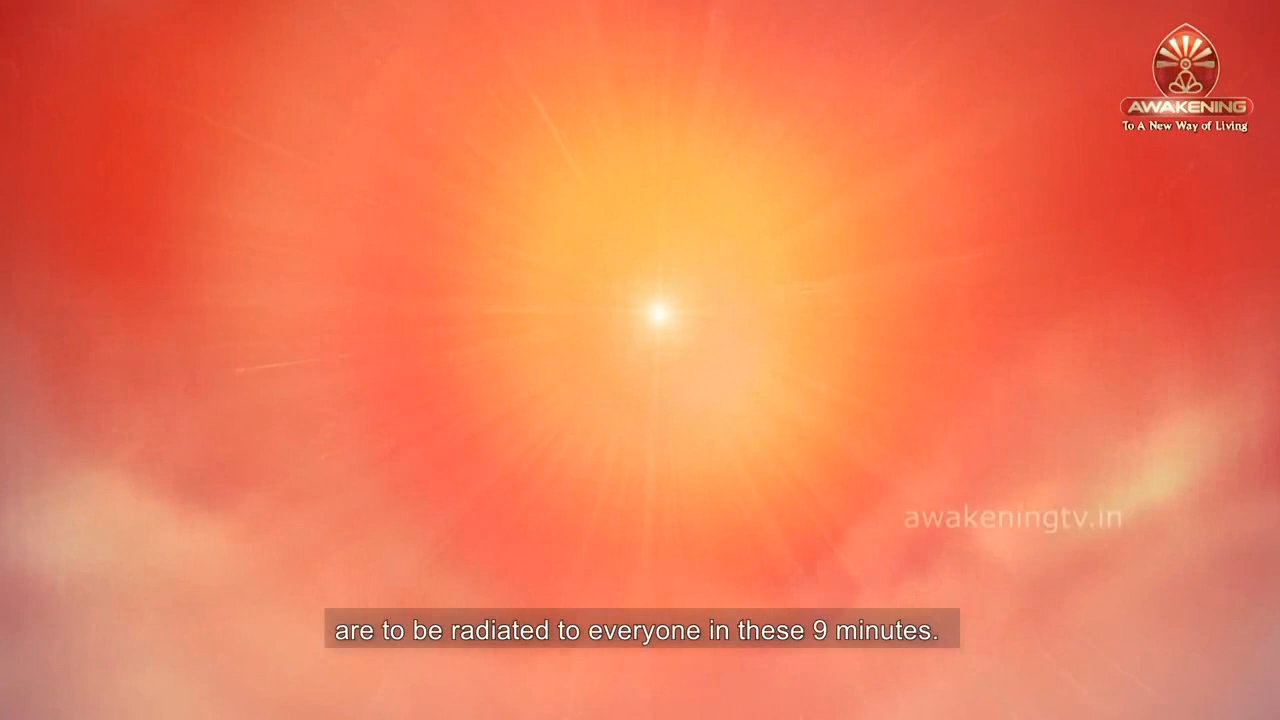 AWAKENING
To A New Way of Living
awakeningtv.in
are to be radiated to everyone in these 9 minutes.